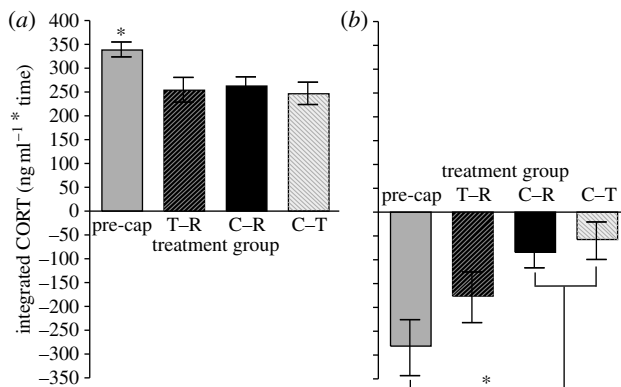 (a)
400
350
300
250
200
150
100
50
0
–50
–100
–150
–200
–250
–300
–350
integrated CORT (ng ml⁻¹ * time)
*
pre-cap T–R C–R C–T
treatment group
(b)
treatment group
pre-cap T–R C–R C–T
*